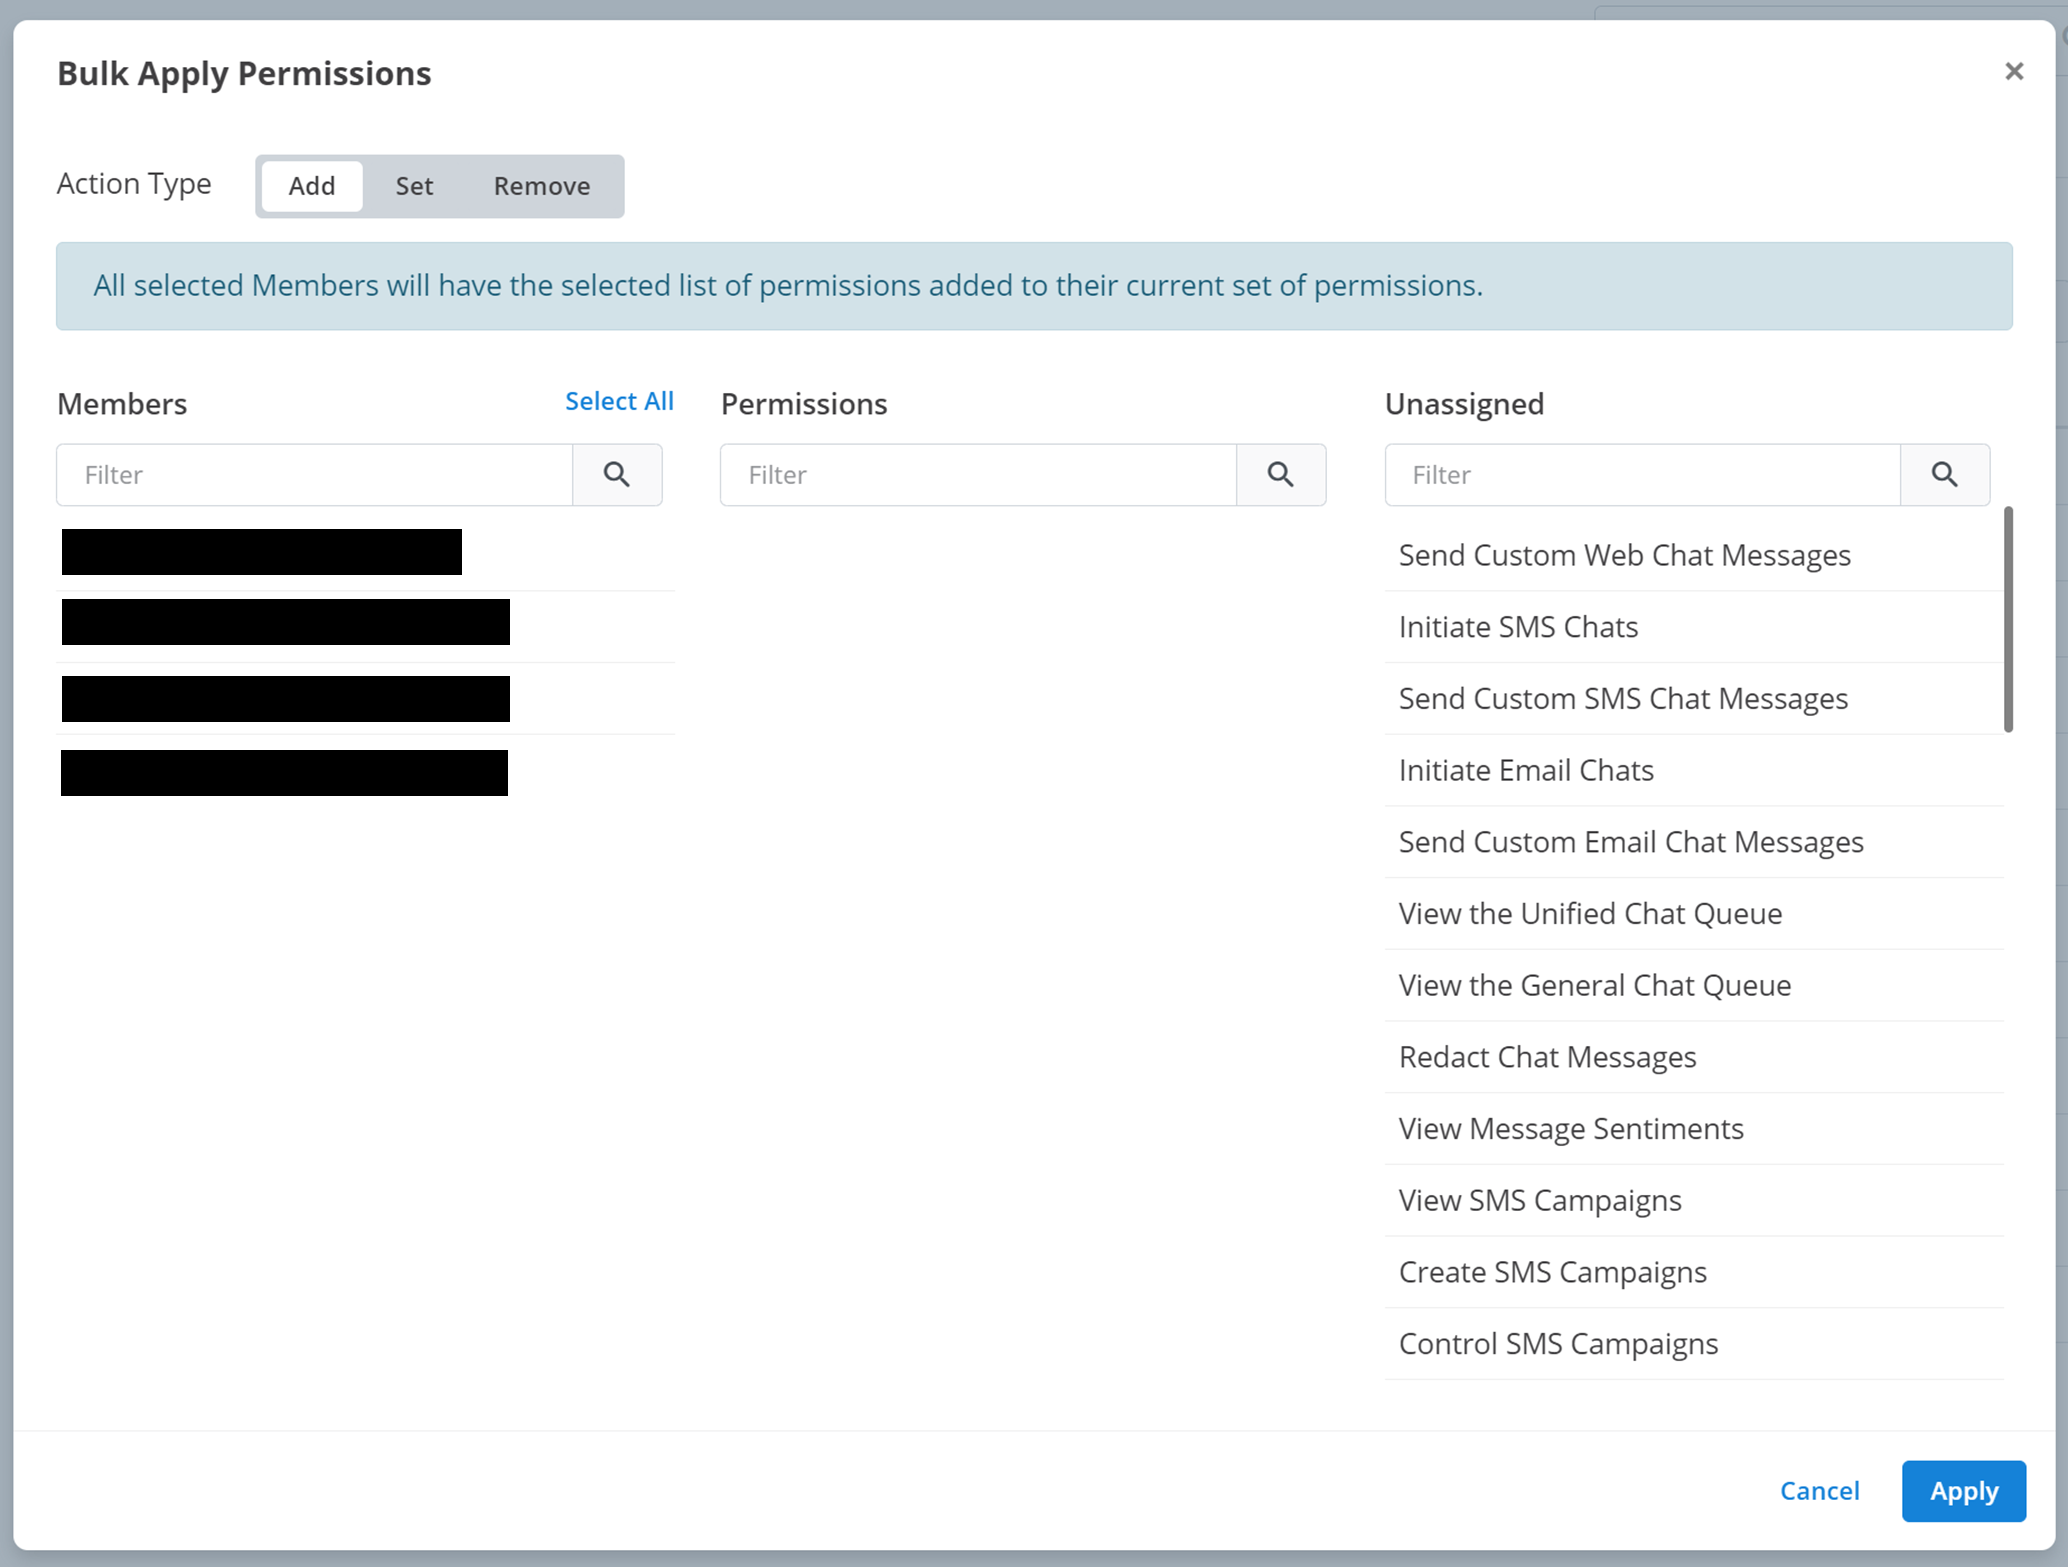 Bulk Apply Permissions
×
Action Type
Add Set Remove
All selected Members will have the selected list of permissions added to their current set of permissions.
Members Select All
Filter
Permissions
Filter
Unassigned
Filter
Send Custom Web Chat Messages
Initiate SMS Chats
Send Custom SMS Chat Messages
Initiate Email Chats
Send Custom Email Chat Messages
View the Unified Chat Queue
View the General Chat Queue
Redact Chat Messages
View Message Sentiments
View SMS Campaigns
Create SMS Campaigns
Control SMS Campaigns
Cancel Apply